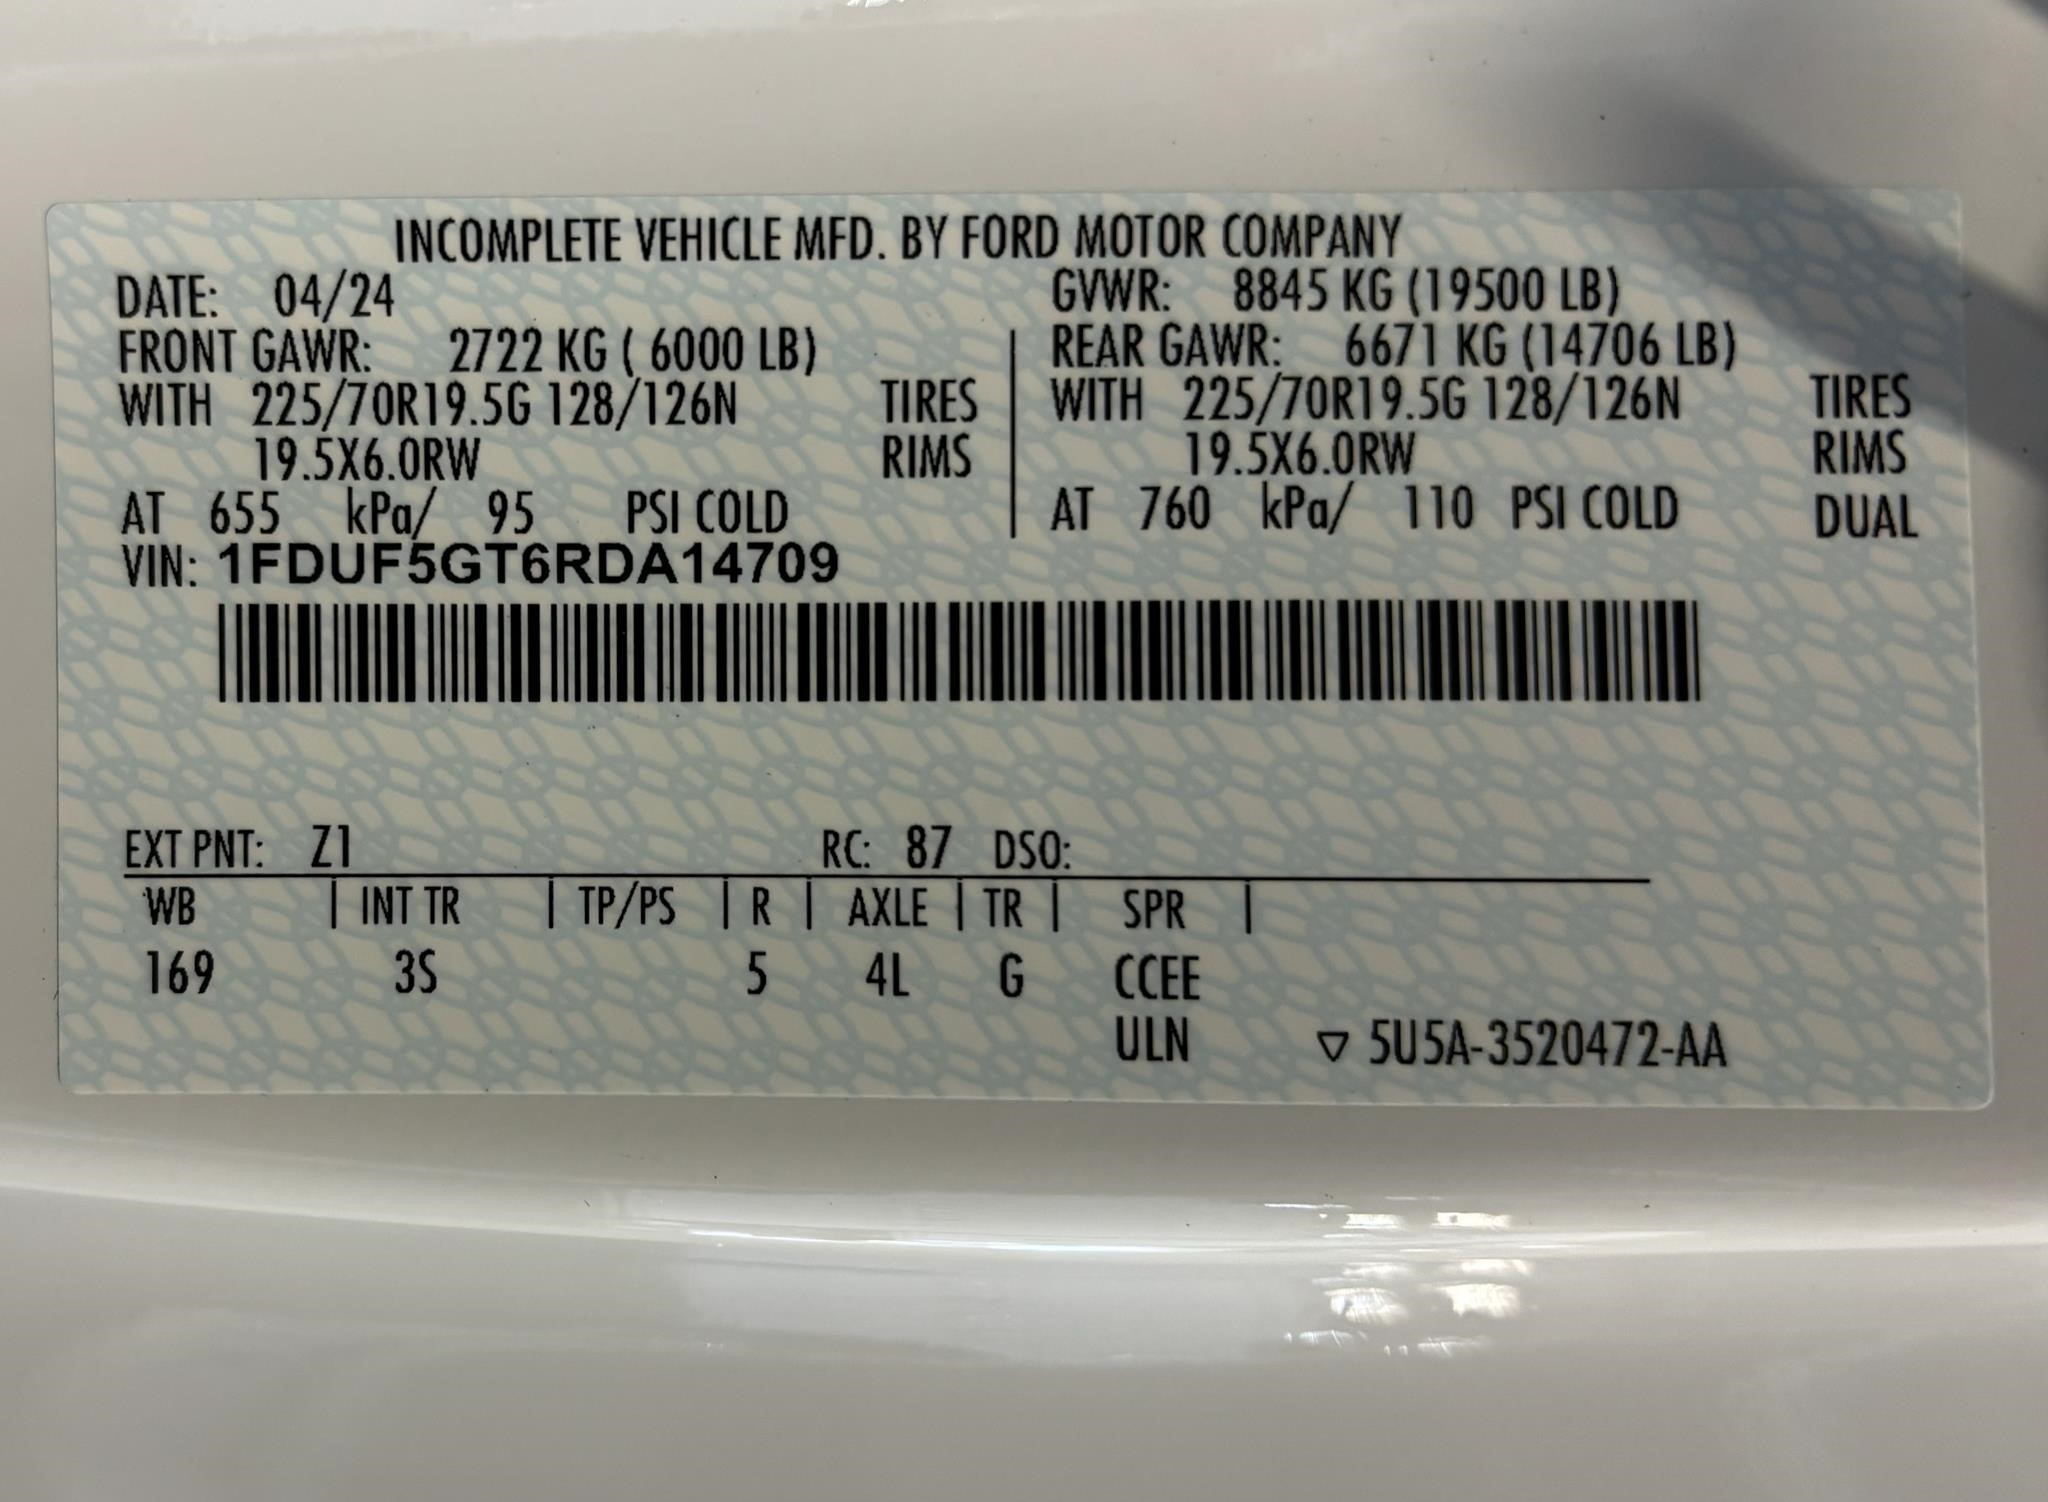 INCOMPLETE VEHICLE MFD. BY FORD MOTOR COMPANY
DATE: 04/24 GVWR: 8845 KG (19500 LB)
FRONT GAWR: 2722 KG ( 6000 LB) REAR GAWR: 6671 KG (14706 LB)
WITH 225/70R19.5G 128/126N TIRES WITH 225/70R19.5G 128/126N TIRES
19.5X6.0RW RIMS 19.5X6.0RW RIMS
AT 655 kPa/ 95 PSI COLD AT 760 kPa/ 110 PSI COLD DUAL
VIN: 1FDUF5GT6RDA14709
EXT PNT: Z1 RC: 87 DSO:
WB | INT TR | TP/PS | R | AXLE | TR | SPR |
169 3S 5 4L G CCEE
ULN ▽ 5U5A-3520472-AA